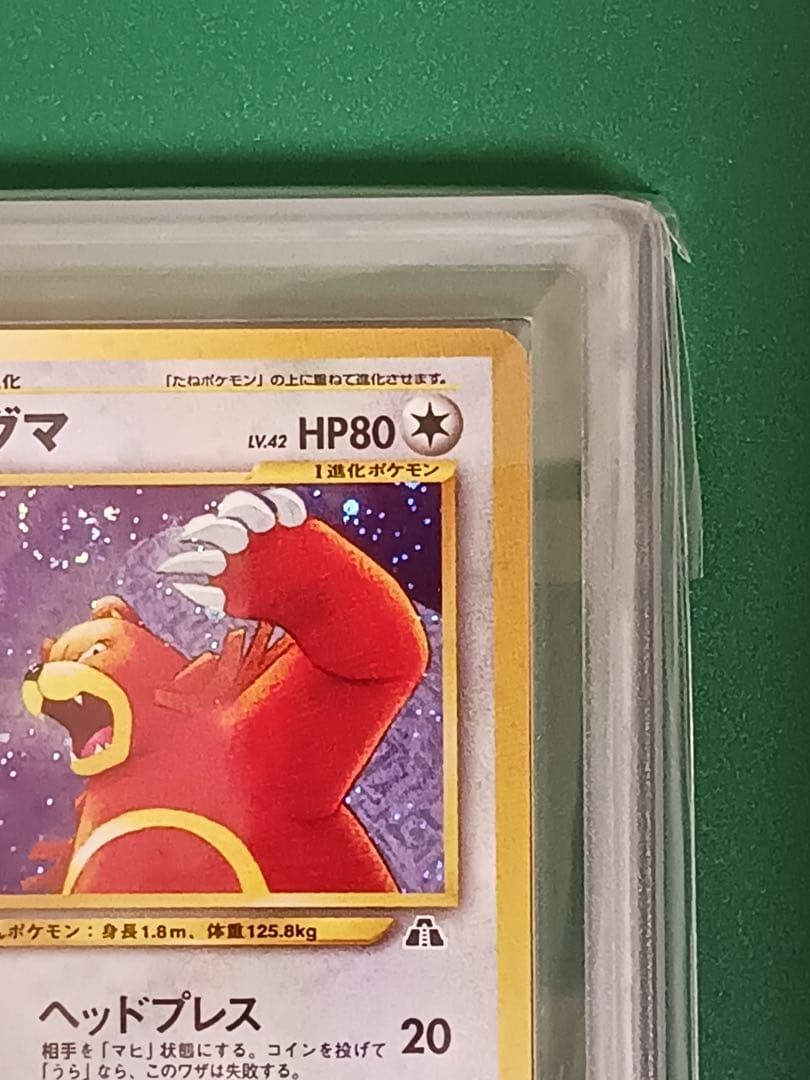 化
「たねポケモン」の上に重ねて進化させます。
グマ LV.42 HP80
1進化ポケモン
ポケモン：身長1.8m、体重125.8kg
ヘッドプレス 20
相手を「マヒ」状態にする。コインを投げて
「うら」なら、このワザは失敗する。